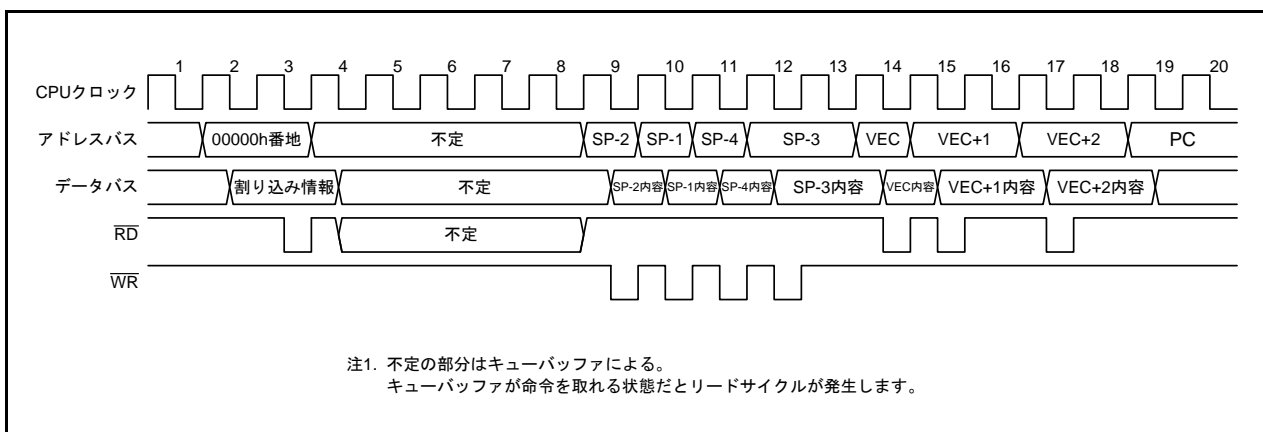 1 2 3 4 5 6 7 8 9 10 11 12 13 14 15 16 17 18 19 20
CPUクロック
アドレスバス 00000h番地 不定 SP-2 SP-1 SP-4 SP-3 VEC VEC+1 VEC+2 PC
データバス 割り込み情報 不定 SP-2内容 SP-1内容 SP-4内容 SP-3内容 VEC内容 VEC+1内容 VEC+2内容
RD 不定
WR
注1. 不定の部分はキューバッファによる。
キューバッファが命令を取れる状態だとリードサイクルが発生します。